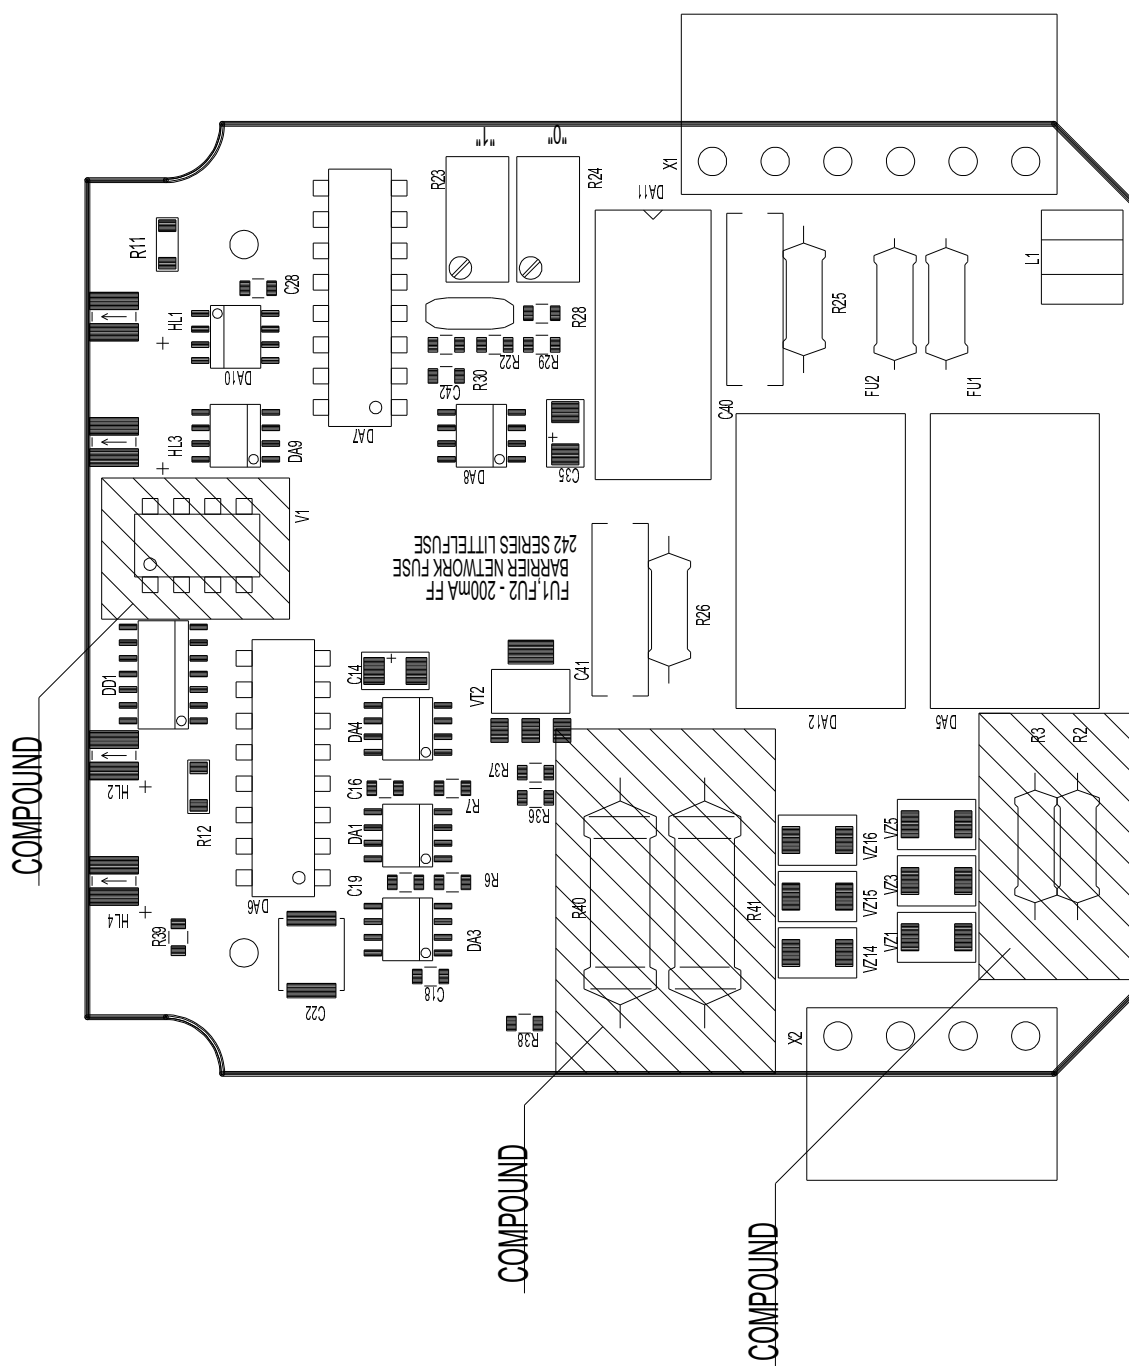 "1"
"0"
X1
R23
R24
DA11
R11
C28
L1
HL1
R28
R25
DA10
R22
R29
R30
C42
FU2
FU1
C40
HL3
DA9
DA7
DA8
C35
V1
FU1,FU2 - 200mA FF
BARRIER NETWORK FUSE
242 SERIES LITTELFUSE
R26
DD1
C14
VT2
C41
DA4
DA12
DA5
R3
R2
COMPOUND
HL2
R12
C16
R7
R37
R36
DA1
VZ16
VZ5
C19
R6
HL4
DA6
R40
R41
VZ15
VZ3
R39
DA3
VZ14
VZ1
C22
C18
R38
X2
COMPOUND
COMPOUND